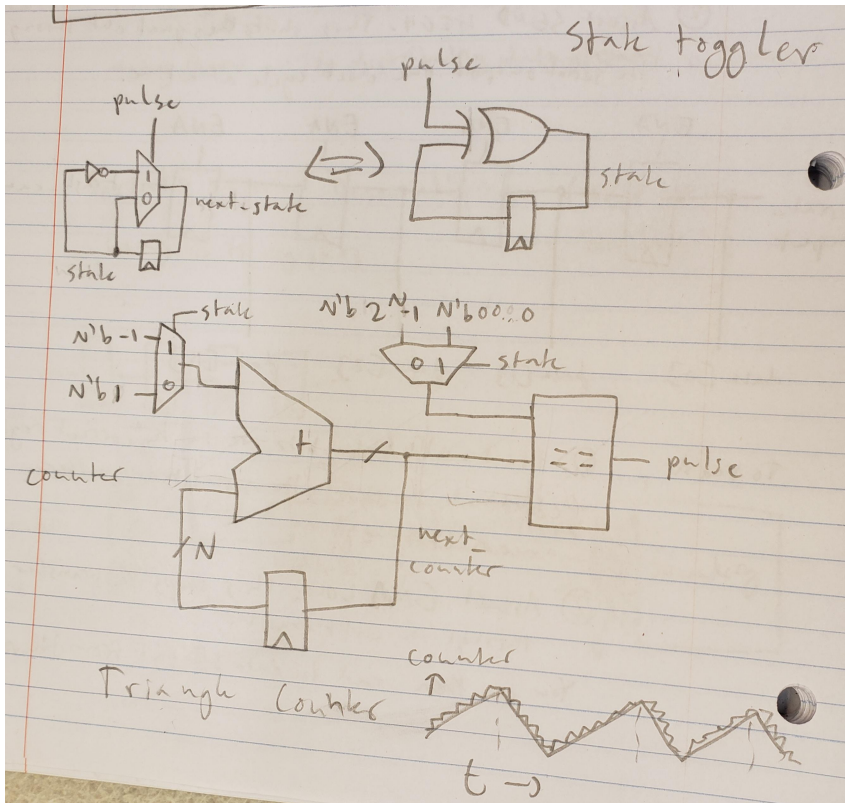 State toggler
pulse
pulse
1
0
next_state
state
state
state
N'b-1
1
N'b1
0
N'b 2^N-1 N'b00...0
0 1
state
+
==
pulse
counter
N
next_
counter
Triangle Counter
counter
t →